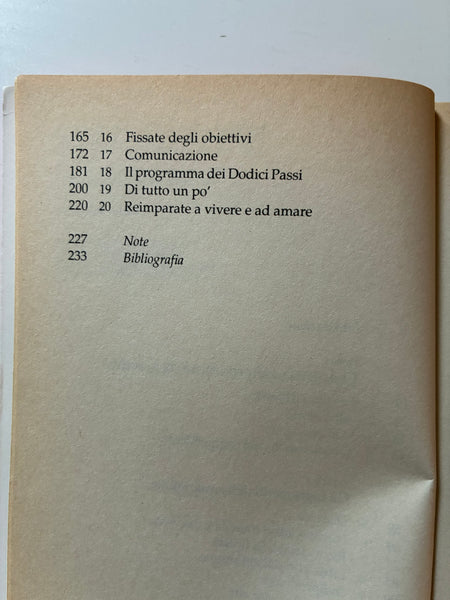 165 16 Fissate degli obiettivi
172 17 Comunicazione
181 18 Il programma dei Dodici Passi
200 19 Di tutto un po'
220 20 Reimparate a vivere e ad amare
227 Note
233 Bibliografia